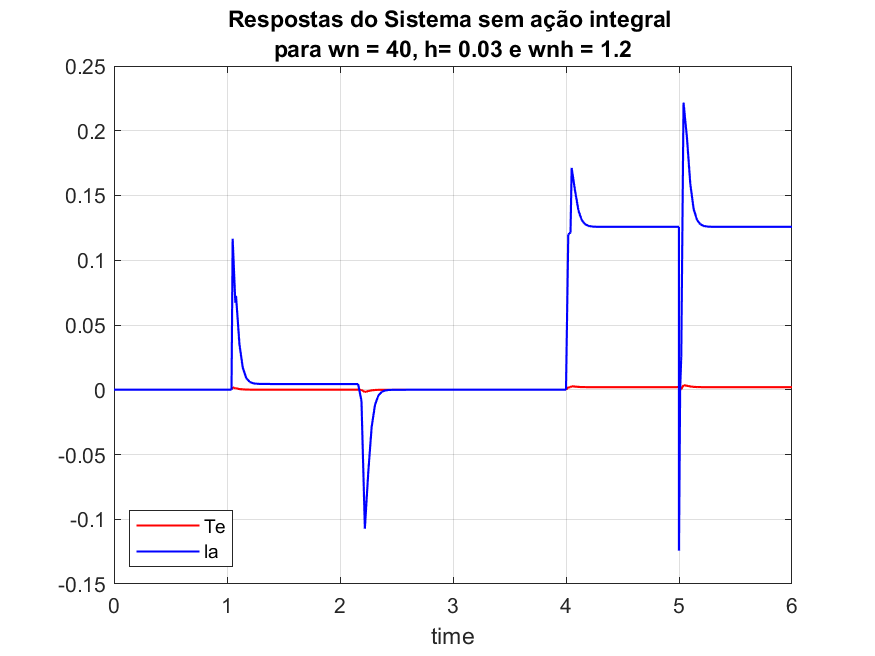 Respostas do Sistema sem ação integral
para wn = 40, h= 0.03 e wnh = 1.2
0.25
0.2
0.15
0.1
0.05
0
-0.05
-0.1
-0.15
Te
Ia
0 1 2 3 4 5 6
time